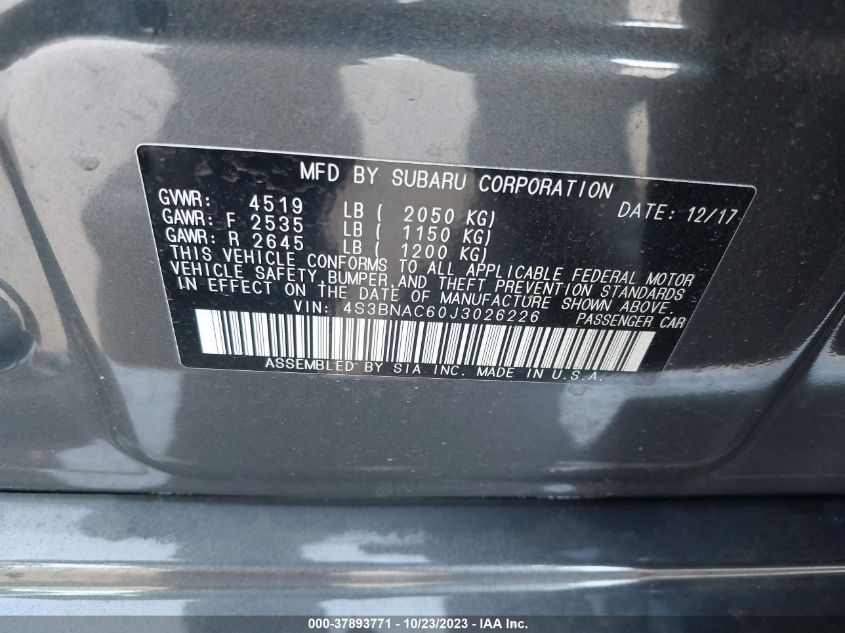 MFD BY SUBARU CORPORATION
GVWR: 4519 LB ( 2050 KG) DATE: 12/17
GAWR: F 2535 LB ( 1150 KG)
GAWR: R 2645 LB ( 1200 KG)
THIS VEHICLE CONFORMS TO ALL APPLICABLE FEDERAL MOTOR
VEHICLE SAFETY, BUMPER, AND THEFT PREVENTION STANDARDS
IN EFFECT ON THE DATE OF MANUFACTURE SHOWN ABOVE.
VIN: 4S3BNAC60J3026226 PASSENGER CAR
ASSEMBLED BY SIA INC. MADE IN U.S.A.
000-37893771 - 10/23/2023 - IAA Inc.